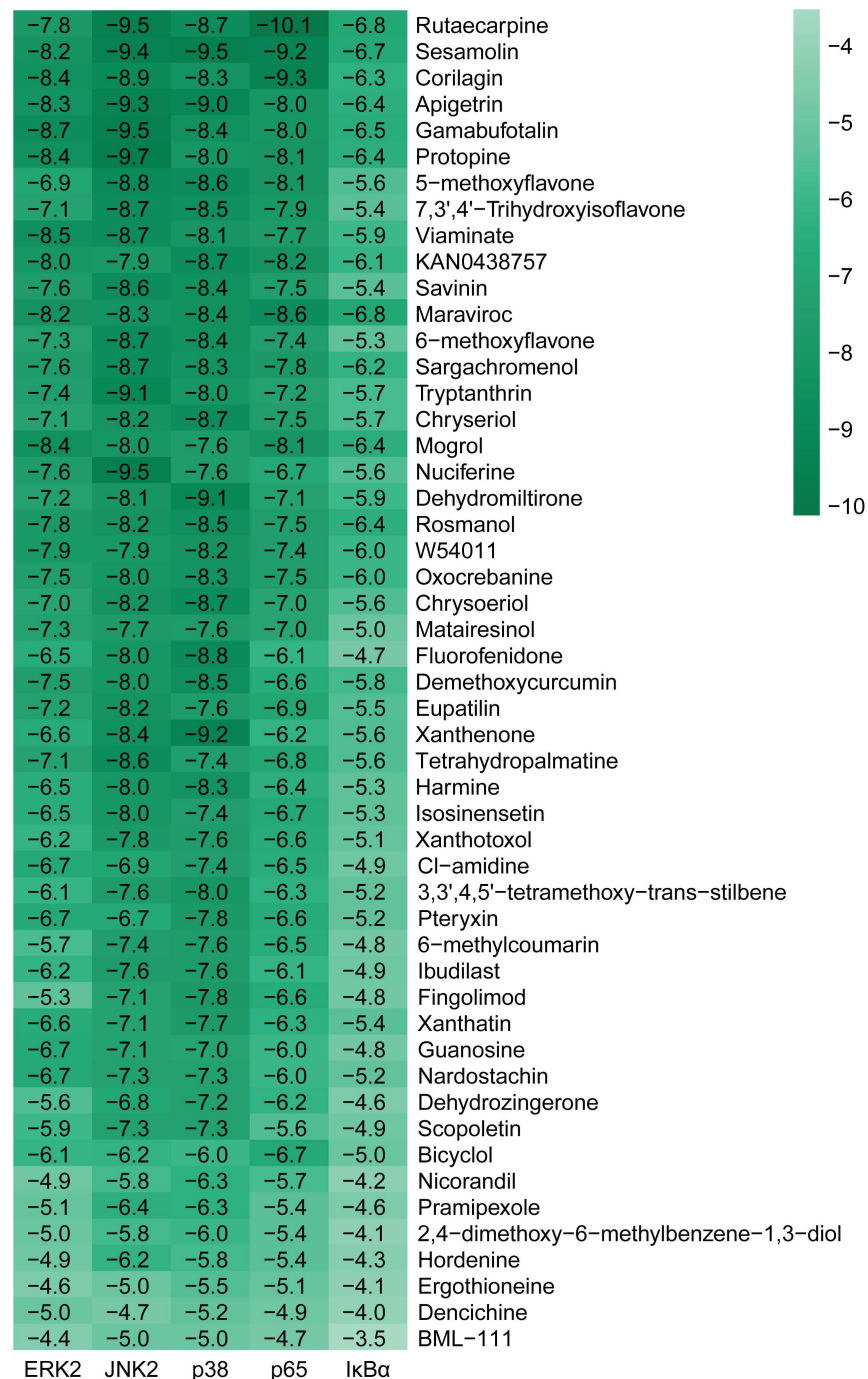 −7.8 −9.5 −8.7 −10.1 −6.8 Rutaecarpine
−8.2 −9.4 −9.5 −9.2 −6.7 Sesamolin
−8.4 −8.9 −8.3 −9.3 −6.3 Corilagin
−8.3 −9.3 −9.0 −8.0 −6.4 Apigetrin
−8.7 −9.5 −8.4 −8.0 −6.5 Gamabufotalin
−8.4 −9.7 −8.0 −8.1 −6.4 Protopine
−6.9 −8.8 −8.6 −8.1 −5.6 5−methoxyflavone
−7.1 −8.7 −8.5 −7.9 −5.4 7,3',4'−Trihydroxyisoflavone
−8.5 −8.7 −8.1 −7.7 −5.9 Viaminate
−8.0 −7.9 −8.7 −8.2 −6.1 KAN0438757
−7.6 −8.6 −8.4 −7.5 −5.4 Savinin
−8.2 −8.3 −8.4 −8.6 −6.8 Maraviroc
−7.3 −8.7 −8.4 −7.4 −5.3 6−methoxyflavone
−7.6 −8.7 −8.3 −7.8 −6.2 Sargachromenol
−7.4 −9.1 −8.0 −7.2 −5.7 Tryptanthrin
−7.1 −8.2 −8.7 −7.5 −5.7 Chryseriol
−8.4 −8.0 −7.6 −8.1 −6.4 Mogrol
−7.6 −9.5 −7.6 −6.7 −5.6 Nuciferine
−7.2 −8.1 −9.1 −7.1 −5.9 Dehydromiltirone
−7.8 −8.2 −8.5 −7.5 −6.4 Rosmanol
−7.9 −7.9 −8.2 −7.4 −6.0 W54011
−7.5 −8.0 −8.3 −7.5 −6.0 Oxocrebanine
−7.0 −8.2 −8.7 −7.0 −5.6 Chrysoeriol
−7.3 −7.7 −7.6 −7.0 −5.0 Matairesinol
−6.5 −8.0 −8.8 −6.1 −4.7 Fluorofenidone
−7.5 −8.0 −8.5 −6.6 −5.8 Demethoxycurcumin
−7.2 −8.2 −7.6 −6.9 −5.5 Eupatilin
−6.6 −8.4 −9.2 −6.2 −5.6 Xanthenone
−7.1 −8.6 −7.4 −6.8 −5.6 Tetrahydropalmatine
−6.5 −8.0 −8.3 −6.4 −5.3 Harmine
−6.5 −8.0 −7.4 −6.7 −5.3 Isosinensetin
−6.2 −7.8 −7.6 −6.6 −5.1 Xanthotoxol
−6.7 −6.9 −7.4 −6.5 −4.9 Cl−amidine
−6.1 −7.6 −8.0 −6.3 −5.2 3,3',4,5'−tetramethoxy−trans−stilbene
−6.7 −6.7 −7.8 −6.6 −5.2 Pteryxin
−5.7 −7.4 −7.6 −6.5 −4.8 6−methylcoumarin
−6.2 −7.6 −7.6 −6.1 −4.9 Ibudilast
−5.3 −7.1 −7.8 −6.6 −4.8 Fingolimod
−6.6 −7.1 −7.7 −6.3 −5.4 Xanthatin
−6.7 −7.1 −7.0 −6.0 −4.8 Guanosine
−6.7 −7.3 −7.3 −6.0 −5.2 Nardostachin
−5.6 −6.8 −7.2 −6.2 −4.6 Dehydrozingerone
−5.9 −7.3 −7.3 −5.6 −4.9 Scopoletin
−6.1 −6.2 −6.0 −6.7 −5.0 Bicyclol
−4.9 −5.8 −6.3 −5.7 −4.2 Nicorandil
−5.1 −6.4 −6.3 −5.4 −4.6 Pramipexole
−5.0 −5.8 −6.0 −5.4 −4.1 2,4−dimethoxy−6−methylbenzene−1,3−diol
−4.9 −6.2 −5.8 −5.4 −4.3 Hordenine
−4.6 −5.0 −5.5 −5.1 −4.1 Ergothioneine
−5.0 −4.7 −5.2 −4.9 −4.0 Dencichine
−4.4 −5.0 −5.0 −4.7 −3.5 BML−111
ERK2 JNK2 p38 p65 IκBα
−4
−5
−6
−7
−8
−9
−10